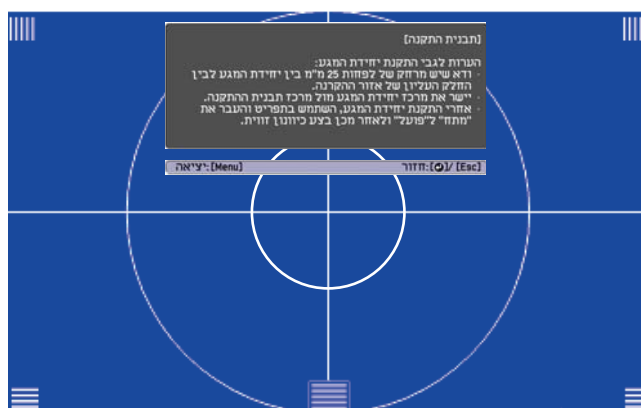 [תבנית התקנה]
הערות לגבי התקנת יחידת המגע:
· ודא שיש מרחק של לפחות 25 מ"מ בין יחידת המגע לבין
החלק העליון של אזור ההקרנה.
· יישר את מרכז יחידת המגע מול מרכז תבנית ההתקנה.
· אחרי התקנת יחידת המגע, השתמש בתפריט והעבר את
"מתח" ל"פועל" ולאחר מכן בצע כיוונון זווית.
[Esc] /[⏎]:חזור [Menu]:יציאה